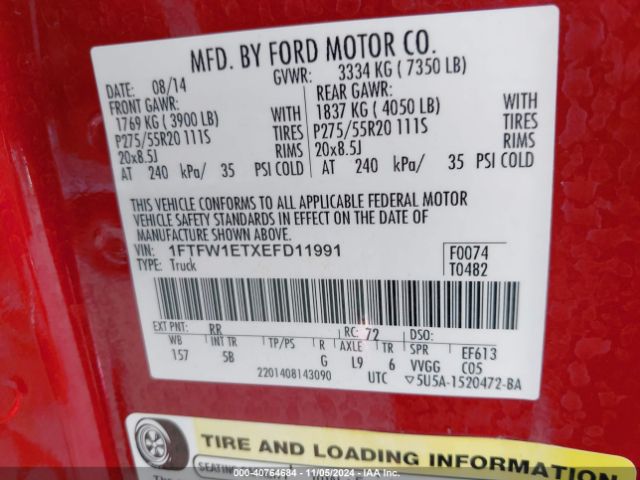 MFD. BY FORD MOTOR CO.
DATE: 08/14 GVWR: 3334 KG ( 7350 LB)
FRONT GAWR: REAR GAWR:
1769 KG ( 3900 LB) WITH 1837 KG ( 4050 LB) WITH
P275/55R20 111S TIRES P275/55R20 111S TIRES
20x8.5J RIMS 20x8.5J RIMS
AT 240 kPa/ 35 PSI COLD AT 240 kPa/ 35 PSI COLD
THIS VEHICLE CONFORMS TO ALL APPLICABLE FEDERAL MOTOR
VEHICLE SAFETY STANDARDS IN EFFECT ON THE DATE OF
MANUFACTURE SHOWN ABOVE.
VIN: 1FTFW1ETXEFD11991 F0074
TYPE: Truck T0482
EXT PNT: RR RC: 72 DSO:
WB INT TR TP/PS R AXLE TR SPR EF613
157 5B G L9 6 VVGG C05
2201408143090 UTC ▽5U5A-1520472-BA
TIRE AND LOADING INFORMATION
SEATING
© - 40764684 - 11/05/2024 - IAA